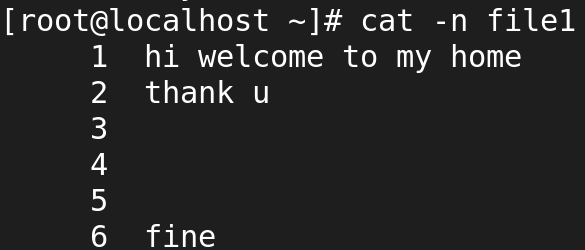 [root@localhost ~]# cat -n file1
1 hi welcome to my home
2 thank u
3
4
5
6 fine